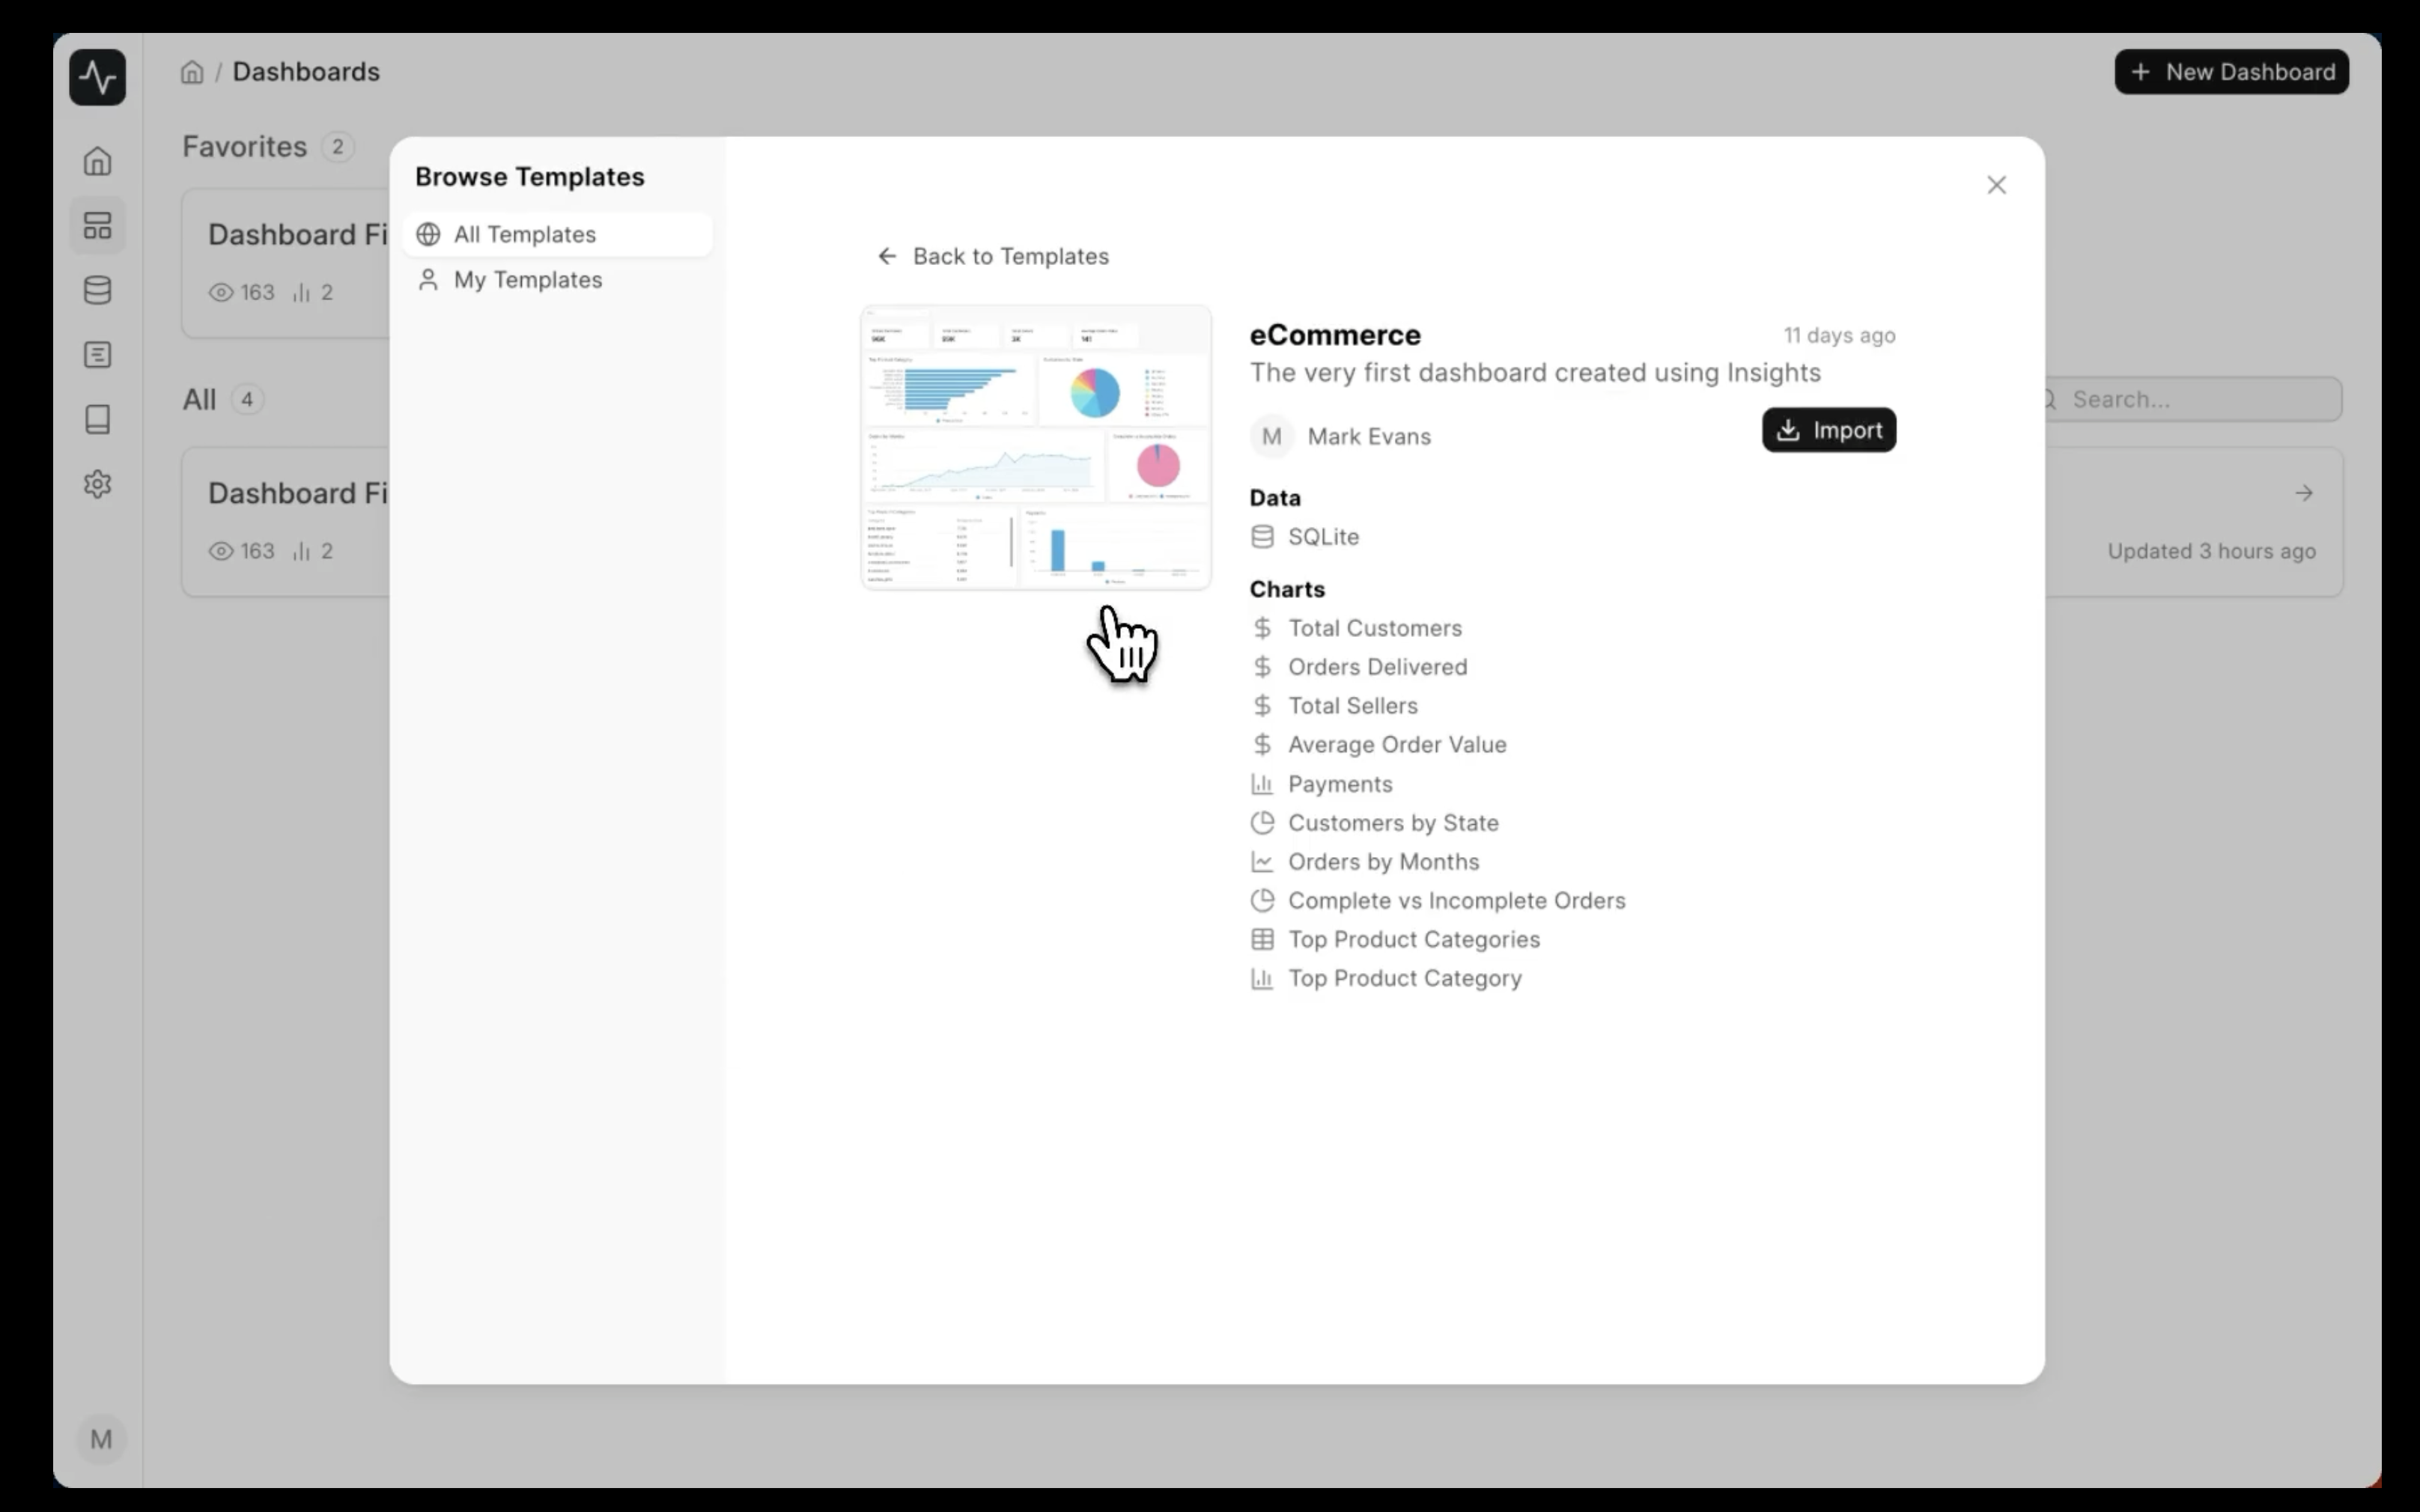 Dashboards
New Dashboard
Favorites 2
Dashboard Fi
163 2
All 4
Search...
Dashboard Fi
163 2
Updated 3 hours ago
M
Browse Templates
All Templates
My Templates
Back to Templates
eCommerce
11 days ago
The very first dashboard created using Insights
M Mark Evans
Import
Data
SQLite
Charts
Total Customers
Orders Delivered
Total Sellers
Average Order Value
Payments
Customers by State
Orders by Months
Complete vs Incomplete Orders
Top Product Categories
Top Product Category